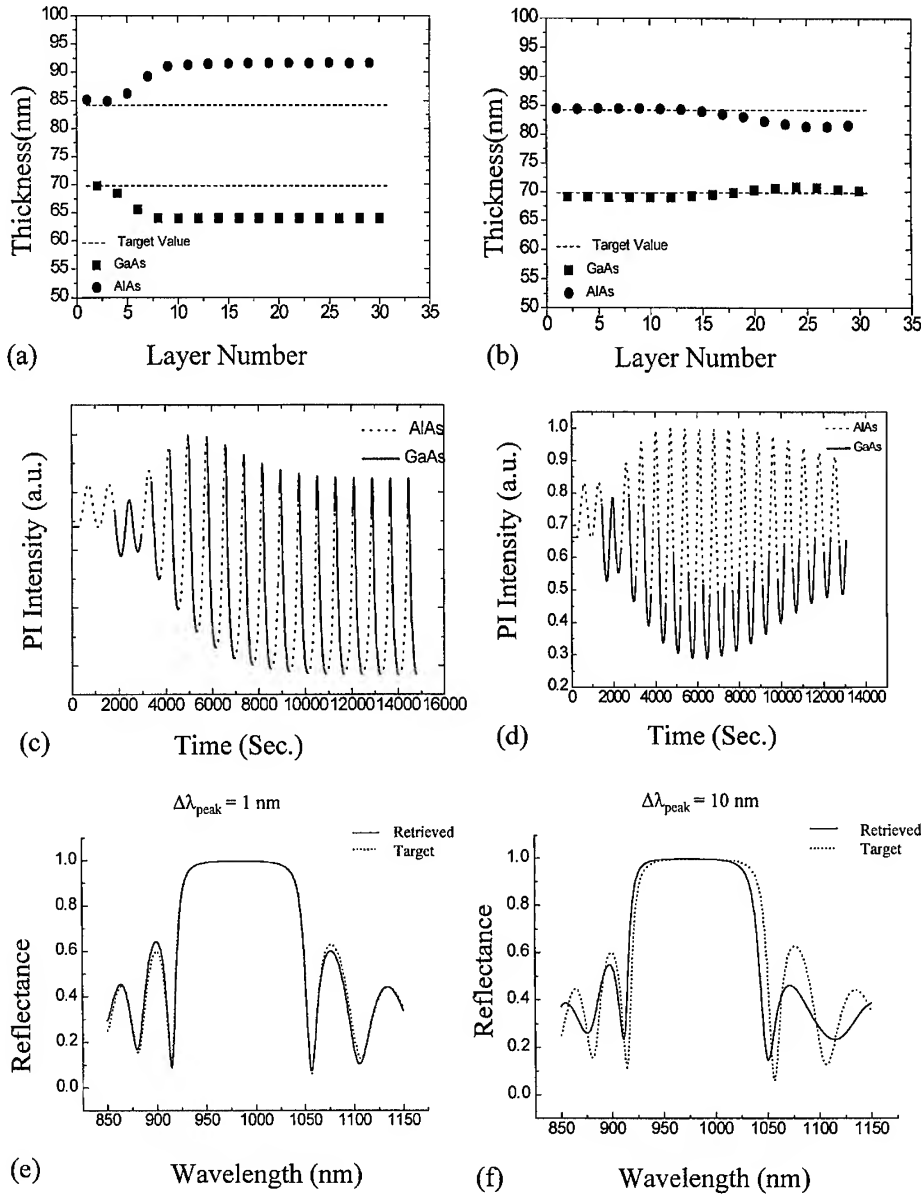 100
95
90
85
80
75
70
65
60
55
50
Thickness(nm)
Target Value
GaAs
AlAs
0 5 10 15 20 25 30 35
(a) Layer Number
100
95
90
85
80
75
70
65
60
55
50
Thickness(nm)
Target Value
GaAs
AlAs
0 5 10 15 20 25 30 35
(b) Layer Number
PI Intensity (a.u.)
AlAs
GaAs
0 2000 4000 6000 8000 10000 12000 14000 16000
(c) Time (Sec.)
1.0
0.9
0.8
0.7
0.6
0.5
0.4
0.3
0.2
PI Intensity (a.u.)
AlAs
GaAs
0 2000 4000 6000 8000 10000 12000 14000
(d) Time (Sec.)
Δλpeak = 1 nm
Retrieved
Target
1.0
0.8
0.6
0.4
0.2
0.0
Reflectance
850 900 950 1000 1050 1100 1150
(e) Wavelength (nm)
Δλpeak = 10 nm
Retrieved
Target
1.0
0.8
0.6
0.4
0.2
0.0
Reflectance
850 900 950 1000 1050 1100 1150
(f) Wavelength (nm)